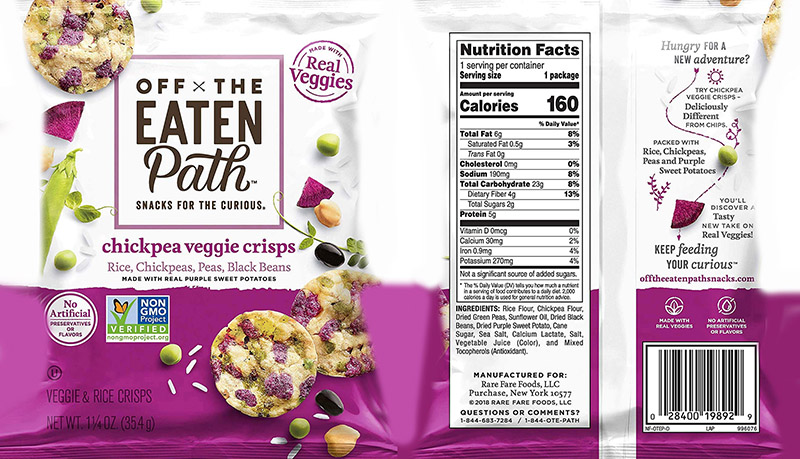 MADE WITH
Real
Veggies
OFF × THE
EATEN
Path™
SNACKS FOR THE CURIOUS.
chickpea veggie crisps
Rice, Chickpeas, Peas, Black Beans
MADE WITH REAL PURPLE SWEET POTATOES
No
Artificial
PRESERVATIVES
OR FLAVORS
NON
GMO
Project
VERIFIED
nongmoproject.org
U
VEGGIE & RICE CRISPS
NET WT. 1 1/4 OZ. (35.4 g)
Nutrition Facts
1 serving per container
Serving size 1 package
Amount per serving
Calories 160
% Daily Value*
Total Fat 6g 8%
Saturated Fat 0.5g 3%
Trans Fat 0g
Cholesterol 0mg 0%
Sodium 190mg 8%
Total Carbohydrate 23g 8%
Dietary Fiber 4g 13%
Total Sugars 2g
Protein 5g
Vitamin D 0mcg 0%
Calcium 30mg 2%
Iron 0.9mg 4%
Potassium 270mg 4%
Not a significant source of added sugars.
* The % Daily Value (DV) tells you how much a nutrient
in a serving of food contributes to a daily diet. 2,000
calories a day is used for general nutrition advice.
INGREDIENTS: Rice Flour, Chickpea Flour,
Dried Green Peas, Sunflower Oil, Dried Black
Beans, Dried Purple Sweet Potato, Cane
Sugar, Sea Salt, Calcium Lactate, Salt,
Vegetable Juice (Color), and Mixed
Tocopherols (Antioxidant).
MANUFACTURED FOR:
Rare Fare Foods, LLC
Purchase, New York 10577
© 2018 RARE FARE FOODS, LLC
QUESTIONS OR COMMENTS?
1-844-683-7284 / 1-844-OTE-PATH
Hungry FOR A
NEW adventure?
TRY CHICKPEA
VEGGIE CRISPS –
Deliciously
Different
FROM CHIPS.
PACKED WITH
Rice, Chickpeas,
Peas and Purple
Sweet Potatoes
YOU'LL
DISCOVER A
Tasty
NEW TAKE ON
Real Veggies!
KEEP feeding
YOUR curious™
offtheeatenpathsnacks.com
MADE WITH
REAL VEGGIES
NO ARTIFICIAL
PRESERVATIVES
OR FLAVORS
0 28400 19892 9
NF-OTEP-O LAP 996076